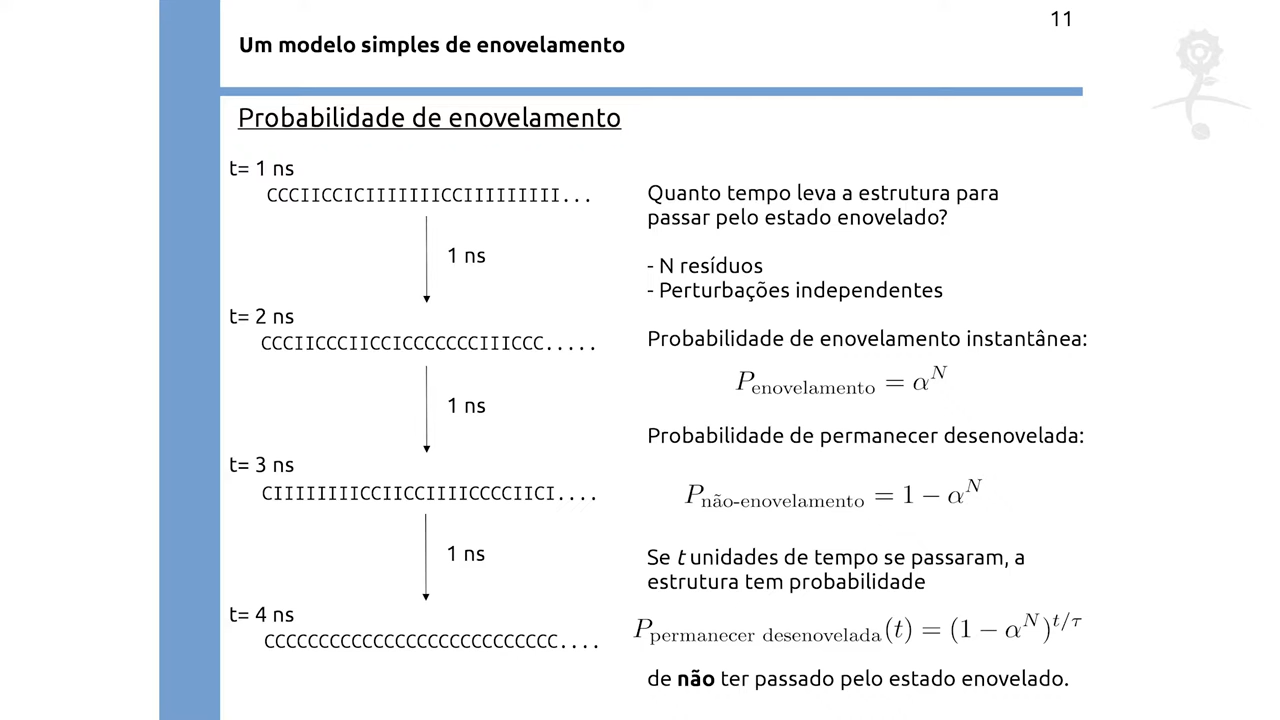 11
Um modelo simples de enovelamento
Probabilidade de enovelamento
t= 1 ns
CCCIICCICIIIIIIICCIIIIIIIII...
1 ns
t= 2 ns
CCCIICCCIICCICCCCCCCIIICCC.....
1 ns
t= 3 ns
CIIIIIIIICCIICCIIIICCCCIICI....
1 ns
t= 4 ns
CCCCCCCCCCCCCCCCCCCCCCCCCCC....
Quanto tempo leva a estrutura para
passar pelo estado enovelado?
- N resíduos
- Perturbações independentes
Probabilidade de enovelamento instantânea:
P_enovelamento = α^N
Probabilidade de permanecer desenovelada:
P_não-enovelamento = 1 − α^N
Se t unidades de tempo se passaram, a
estrutura tem probabilidade
P_permanecer desenovelada(t) = (1 − α^N)^t/τ
de não ter passado pelo estado enovelado.